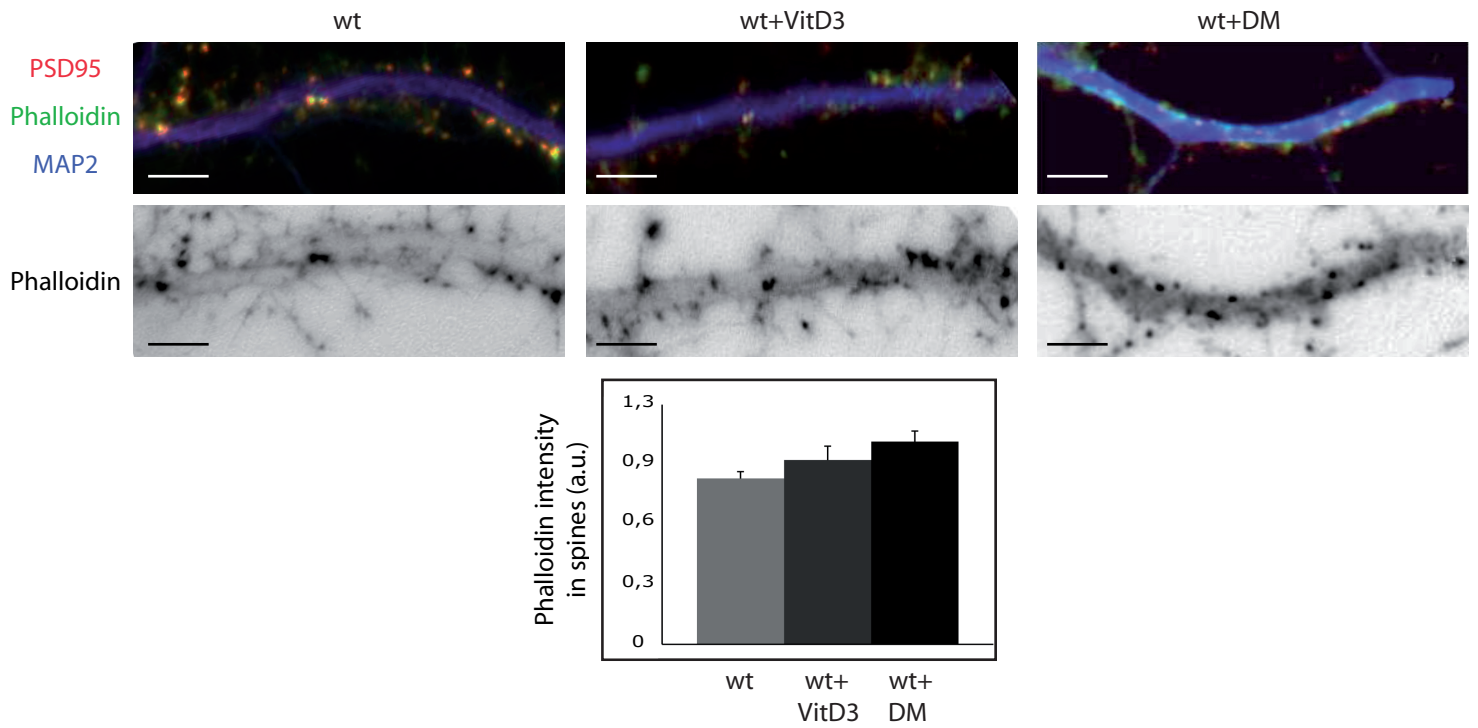 wt
wt+VitD3
wt+DM
PSD95
Phalloidin
MAP2
Phalloidin
Phalloidin intensity
in spines (a.u.)
1,3
0,9
0,6
0,3
0
wt
wt+
VitD3
wt+
DM